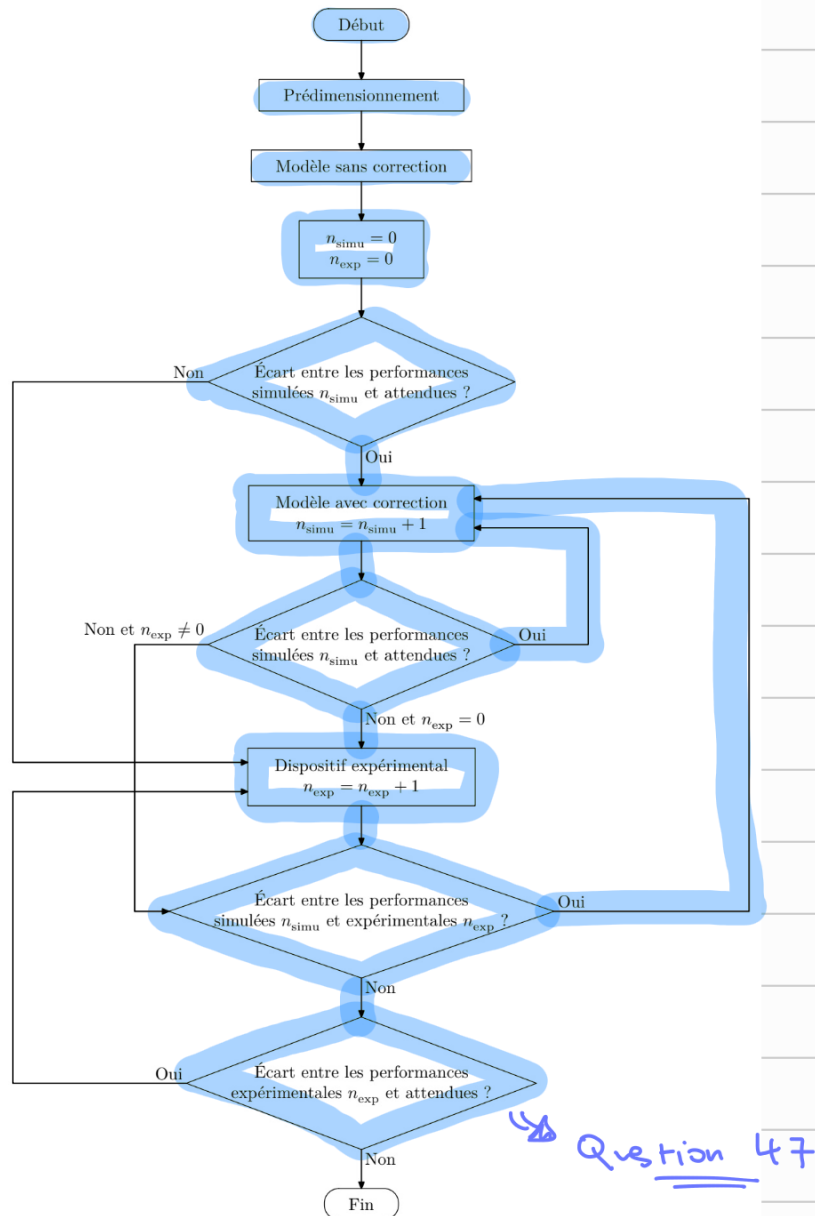 Début
Prédimensionnement
Modèle sans correction
n_simu = 0
n_exp = 0
Non
Écart entre les performances
simulées n_simu et attendues ?
Oui
Modèle avec correction
n_simu = n_simu + 1
Non et n_exp ≠ 0
Écart entre les performances
simulées n_simu et attendues ?
Oui
Non et n_exp = 0
Dispositif expérimental
n_exp = n_exp + 1
Écart entre les performances
simulées n_simu et expérimentales n_exp ?
Oui
Non
Oui
Écart entre les performances
expérimentales n_exp et attendues ?
Question 47
Non
Fin